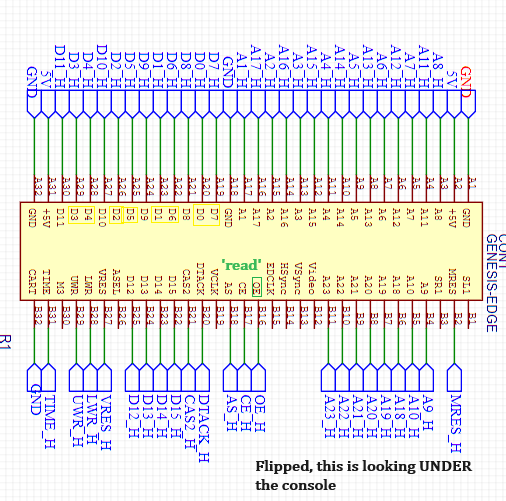 GND
5V
D11_H
D3_H
D4_H
D10_H
D2_H
D5_H
D9_H
D1_H
D6_H
D8_H
D0_H
D7_H
GND
A1_H
A17_H
A2_H
A16_H
A3_H
A15_H
A4_H
A14_H
A5_H
A13_H
A6_H
A12_H
A7_H
A11_H
A8_H
5V
GND
A32
A31
A30
A29
A28
A27
A26
A25
A24
A23
A22
A21
A20
A19
A18
A17
A16
A15
A14
A13
A12
A11
A10
A9
A8
A7
A6
A5
A4
A3
A2
A1
GND
+5V
D11
D3
D4
D10
D2
D5
D9
D1
D6
D8
D0
D7
GND
A1
A17
A2
A16
A3
A15
A4
A14
A5
A13
A6
A12
A7
A11
A8
+5V
GND
CON1
GENESIS-EDGE
'read'
CART
TIME
M3
UWR
LWR
VRES
ASEL
D12
D13
D14
D15
CAS2
DTACK
VCLK
AS
CE
OE
EDCLK
HSync
VSync
Video
A23
A22
A21
A20
A19
A18
A10
A9
SR1
MRES
SL1
B32
B31
B30
B29
B28
B27
B26
B25
B24
B23
B22
B21
B20
B19
B18
B17
B16
B15
B14
B13
B12
B11
B10
B9
B8
B7
B6
B5
B4
B3
B2
B1
R1
GND
TIME_H
UWR_H
LWR_H
VRES_H
D12_H
D13_H
D14_H
D15_H
CAS2_H
DTACK_H
AS_H
CE_H
OE_H
A23_H
A22_H
A21_H
A20_H
A19_H
A18_H
A10_H
A9_H
MRES_H
Flipped, this is looking UNDER
the console